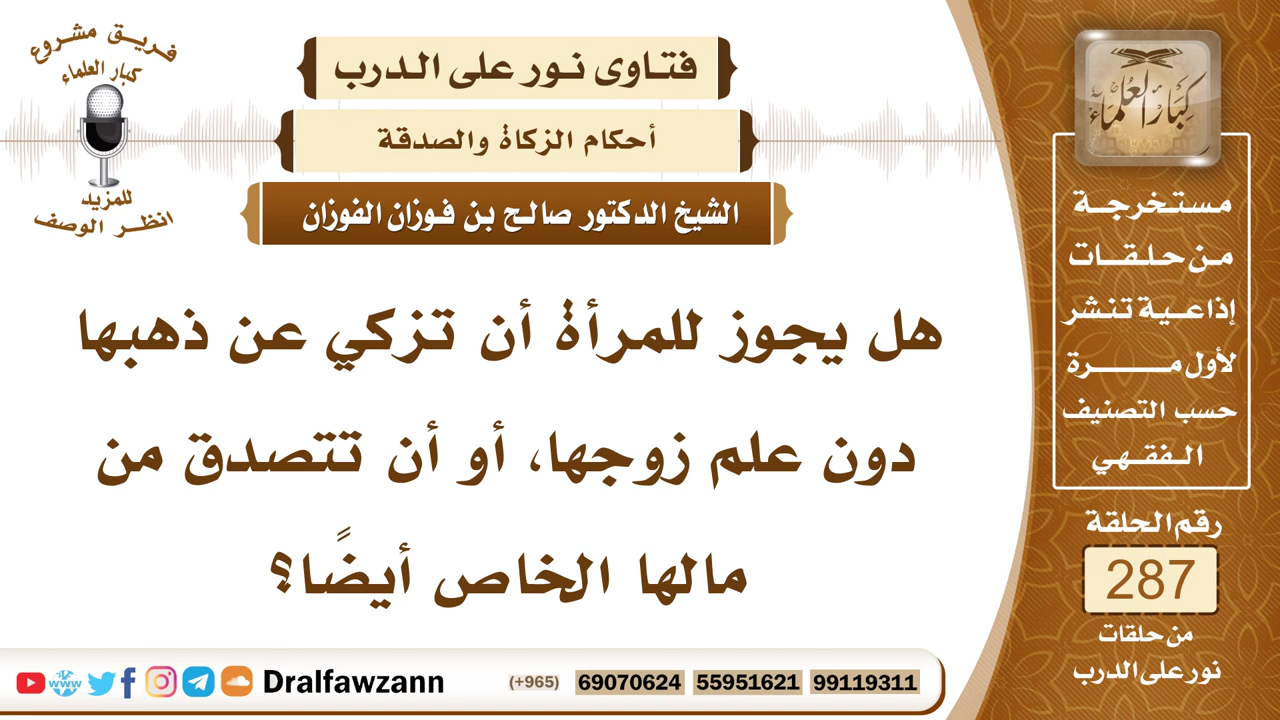 فريق مشروع
كبار العلماء
للمزيد
انظر الوصف
فتاوى نور على الدرب
أحكام الزكاة والصدقة
الشيخ الدكتور صالح بن فوزان الفوزان
هل يجوز للمرأة أن تزكي عن ذهبها
دون علم زوجها، أو أن تتصدق من
مالها الخاص أيضًا؟
كبار العلماء
مستخرجة
من حلقات
إذاعية تنشر
لأول مرة
حسب التصنيف
الفقهي
رقم الحلقة
287
من حلقات
نور على الدرب
www Dralfawzann (+965) 69070624 55951621 99119311